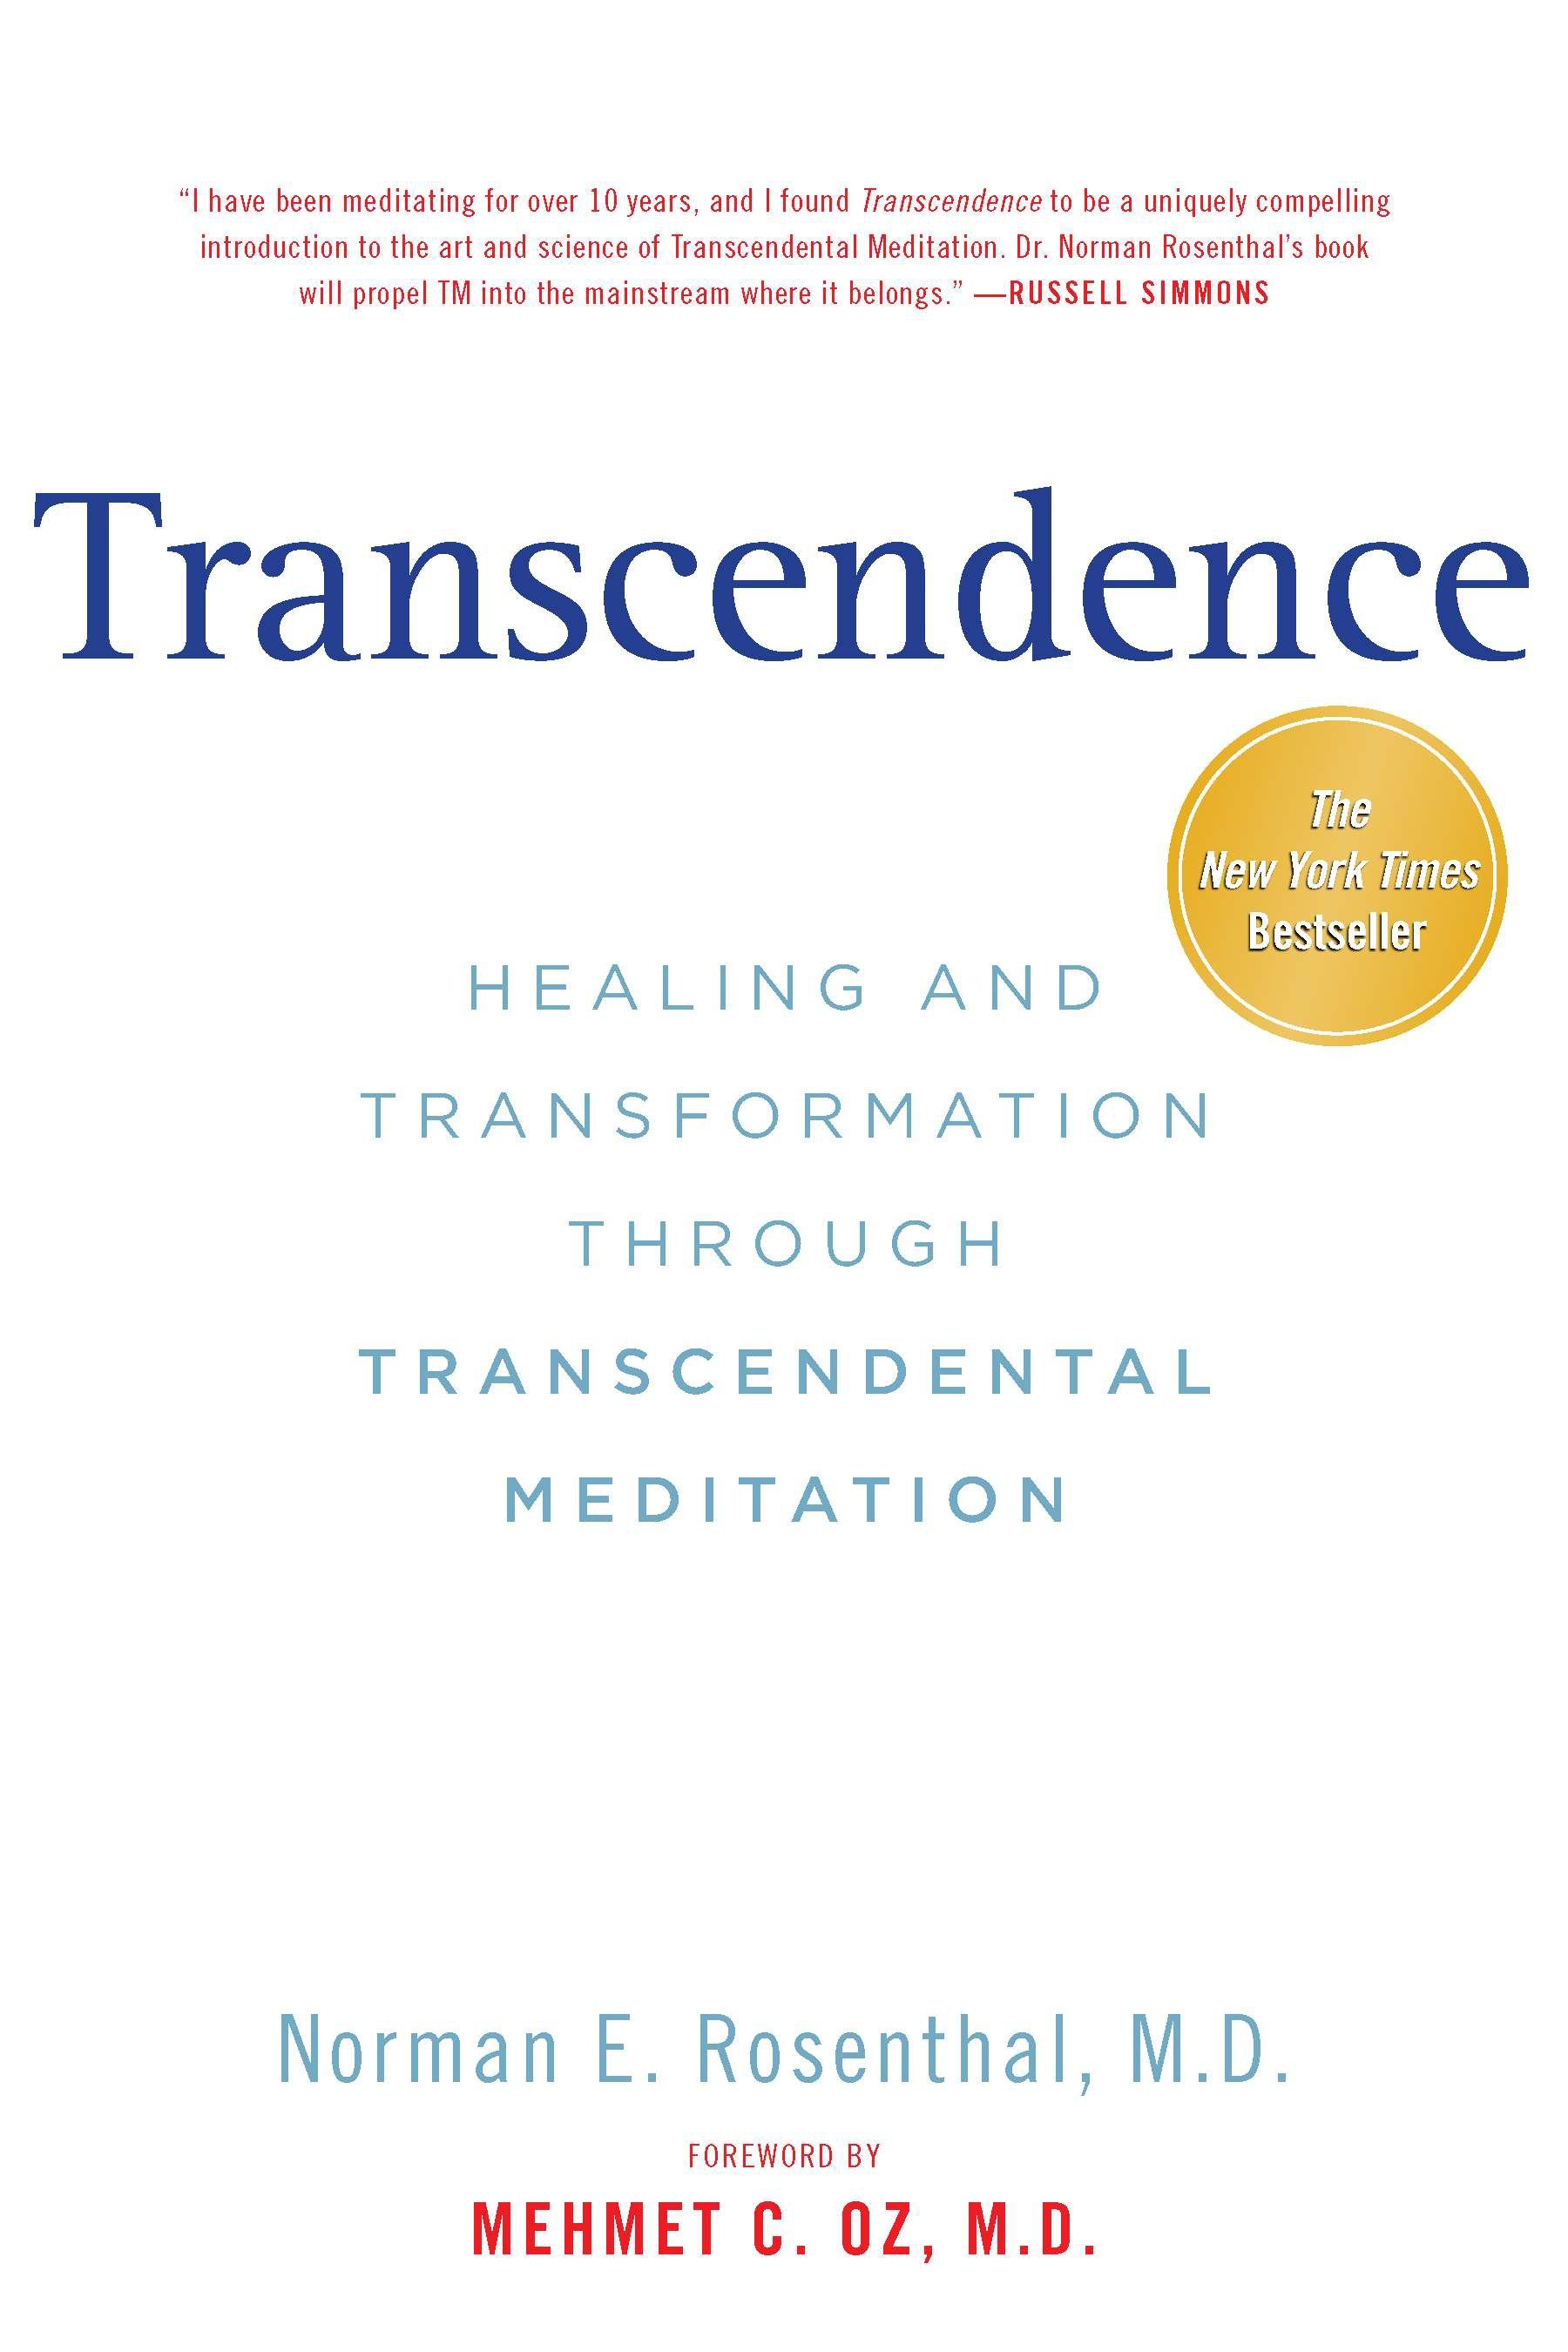 “I have been meditating for over 10 years, and I found Transcendence to be a uniquely compelling
introduction to the art and science of Transcendental Meditation. Dr. Norman Rosenthal’s book
will propel TM into the mainstream where it belongs.” —RUSSELL SIMMONS
Transcendence
The
New York Times
Bestseller
HEALING AND
TRANSFORMATION
THROUGH
TRANSCENDENTAL
MEDITATION
Norman E. Rosenthal, M.D.
FOREWORD BY
MEHMET C. OZ, M.D.